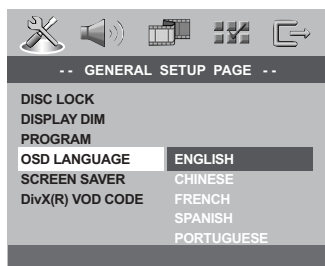 -- GENERAL SETUP PAGE --
DISC LOCK
DISPLAY DIM
PROGRAM
OSD LANGUAGE ENGLISH
SCREEN SAVER CHINESE
DivX(R) VOD CODE FRENCH
SPANISH
PORTUGUESE